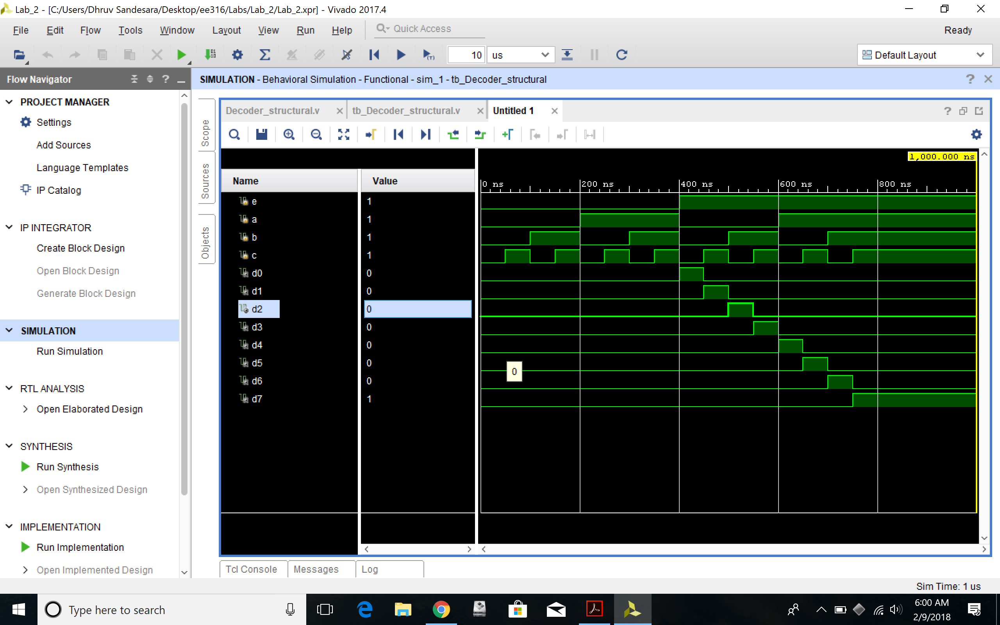 Lab_2 - [C:/Users/Dhruv Sandesara/Desktop/ee316/Labs/Lab_2/Lab_2.xpr] - Vivado 2017.4
File Edit Flow Tools Window Layout View Run Help Quick Access Ready
10 us Default Layout
Flow Navigator
PROJECT MANAGER
Settings
Add Sources
Language Templates
IP Catalog
IP INTEGRATOR
Create Block Design
Open Block Design
Generate Block Design
SIMULATION
Run Simulation
RTL ANALYSIS
Open Elaborated Design
SYNTHESIS
Run Synthesis
Open Synthesized Design
IMPLEMENTATION
Run Implementation
Open Implemented Design
SIMULATION - Behavioral Simulation - Functional - sim_1 - tb_Decoder_structural
Scope
Sources
Objects
Decoder_structural.v tb_Decoder_structural.v Untitled 1
1,000.000 ns
Name Value
0 ns 200 ns 400 ns 600 ns 800 ns
e 1
a 1
b 1
c 1
d0 0
d1 0
d2 0
d3 0
d4 0
d5 0
0
d6 0
d7 1
Tcl Console Messages Log
Sim Time: 1 us
Type here to search
6:00 AM
2/9/2018